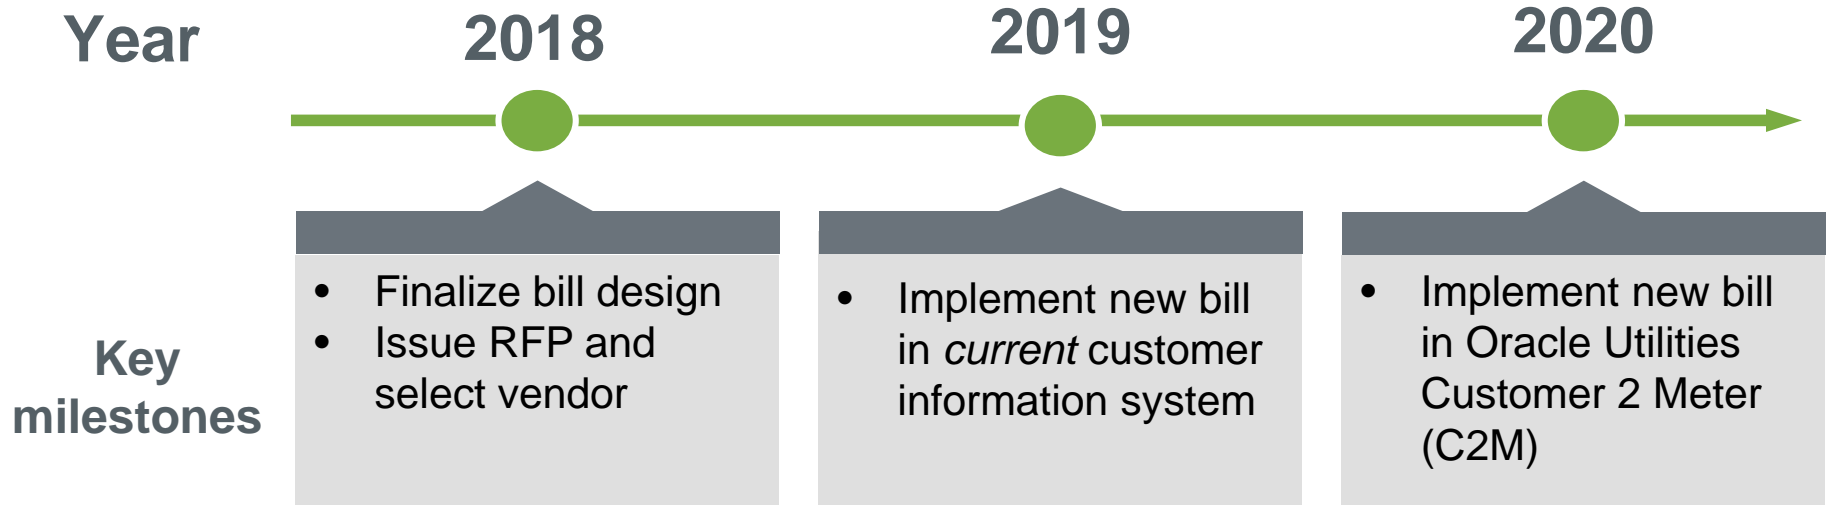 Year
2018
2019
2020
Key
milestones
• Finalize bill design
• Issue RFP and
select vendor
• Implement new bill
in current customer
information system
• Implement new bill
in Oracle Utilities
Customer 2 Meter
(C2M)